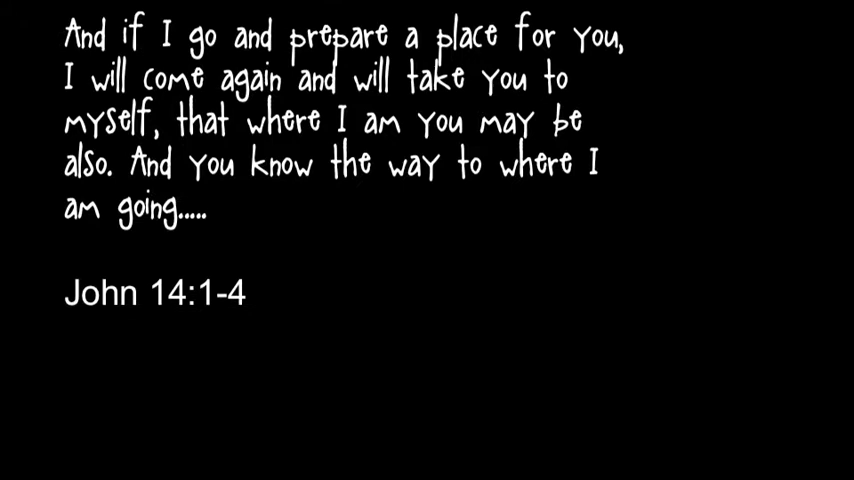 And if I go and prepare a place for you,
I will come again and will take you to
myself, that where I am you may be
also. And you know the way to where I
am going.....
John 14:1-4